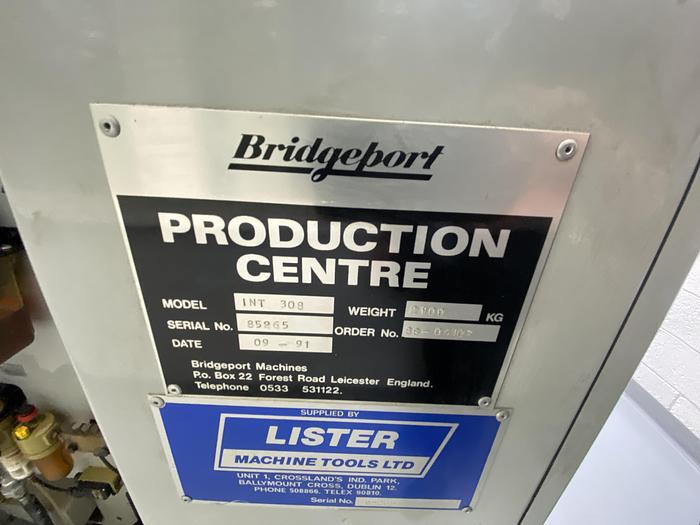 Bridgeport
PRODUCTION
CENTRE
MODEL INT 308 WEIGHT KG
SERIAL No. 85865 ORDER No.
DATE 09 - 91
Bridgeport Machines
P.o. Box 22 Forest Road Leicester England.
Telephone 0533 531122.
SUPPLIED BY
LISTER
MACHINE TOOLS LTD
UNIT 1, CROSSLAND'S IND. PARK,
BALLYMOUNT CROSS, DUBLIN 12.
PHONE 508866. TELEX 90810.
Serial No.